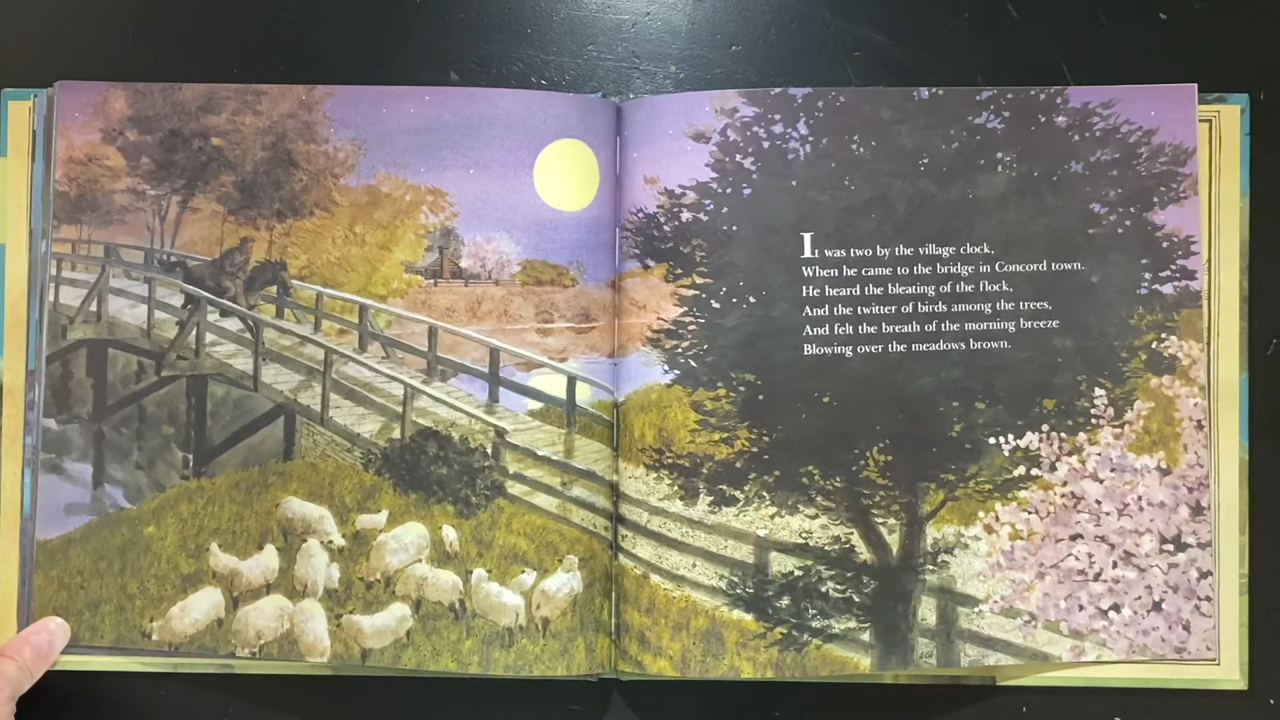 It was two by the village clock,
When he came to the bridge in Concord town.
He heard the bleating of the flock,
And the twitter of birds among the trees,
And felt the breath of the morning breeze
Blowing over the meadows brown.